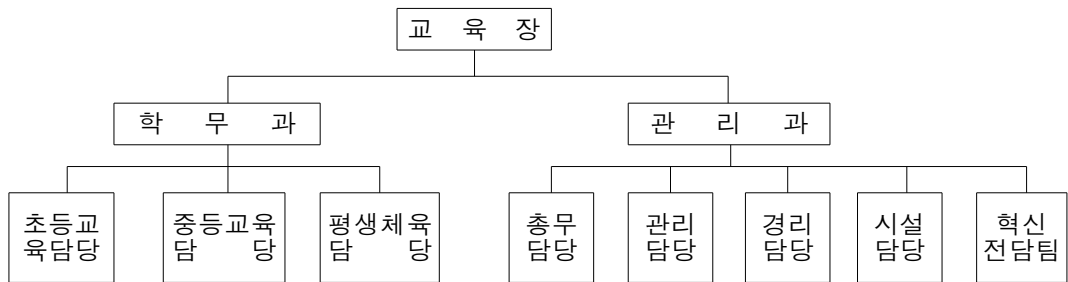 교 육 장
학 무 과
관 리 과
초등교
육담당
중등교육
담 당
평생체육
담 당
총무
담당
관리
담당
경리
담당
시설
담당
혁신
전담팀